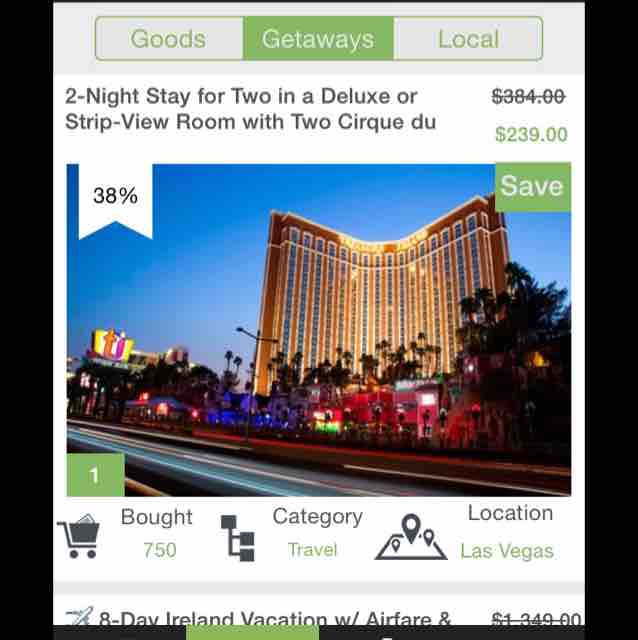 Goods Getaways Local
2-Night Stay for Two in a Deluxe or $384.00
Strip-View Room with Two Cirque du $239.00
38% Save
TREASURE ISLAND
ti
1
Bought Category Location
750 Travel Las Vegas
8-Day Ireland Vacation w/ Airfare & $1,349.00